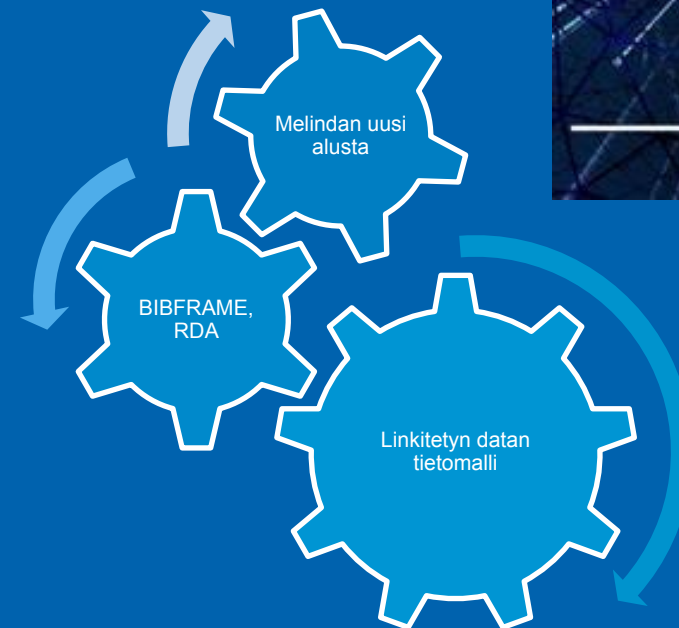 Melindan uusi
alusta
BIBFRAME,
RDA
Linkitetyn datan
tietomalli